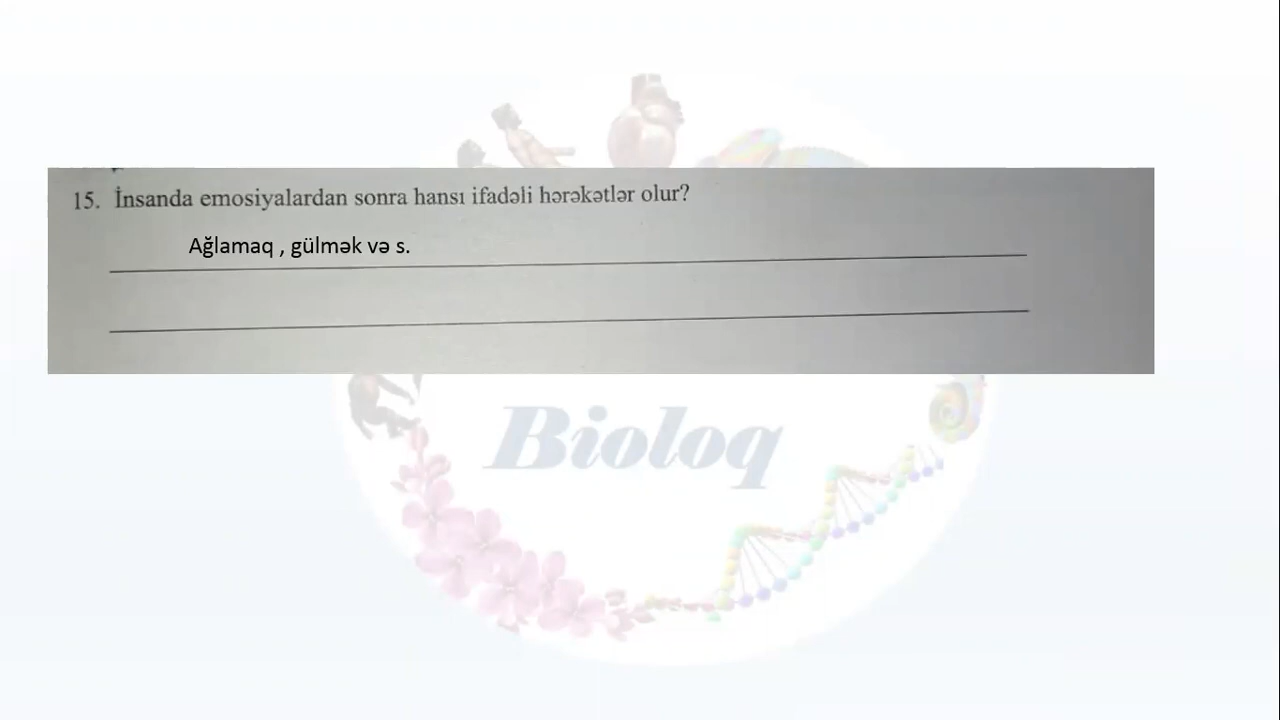 15. İnsanda emosiyalardan sonra hansı ifadəli hərəkətlər olur?
Ağlamaq , gülmək və s.
Bioloq